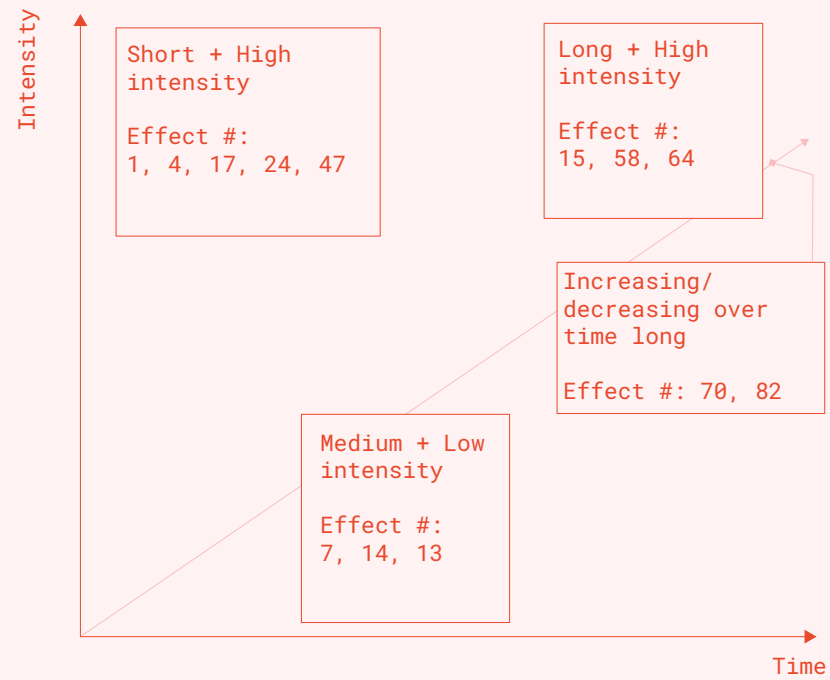 Intensity
Short + High
intensity
Effect #:
1, 4, 17, 24, 47
Long + High
intensity
Effect #:
15, 58, 64
Increasing/
decreasing over
time long
Effect #: 70, 82
Medium + Low
intensity
Effect #:
7, 14, 13
Time